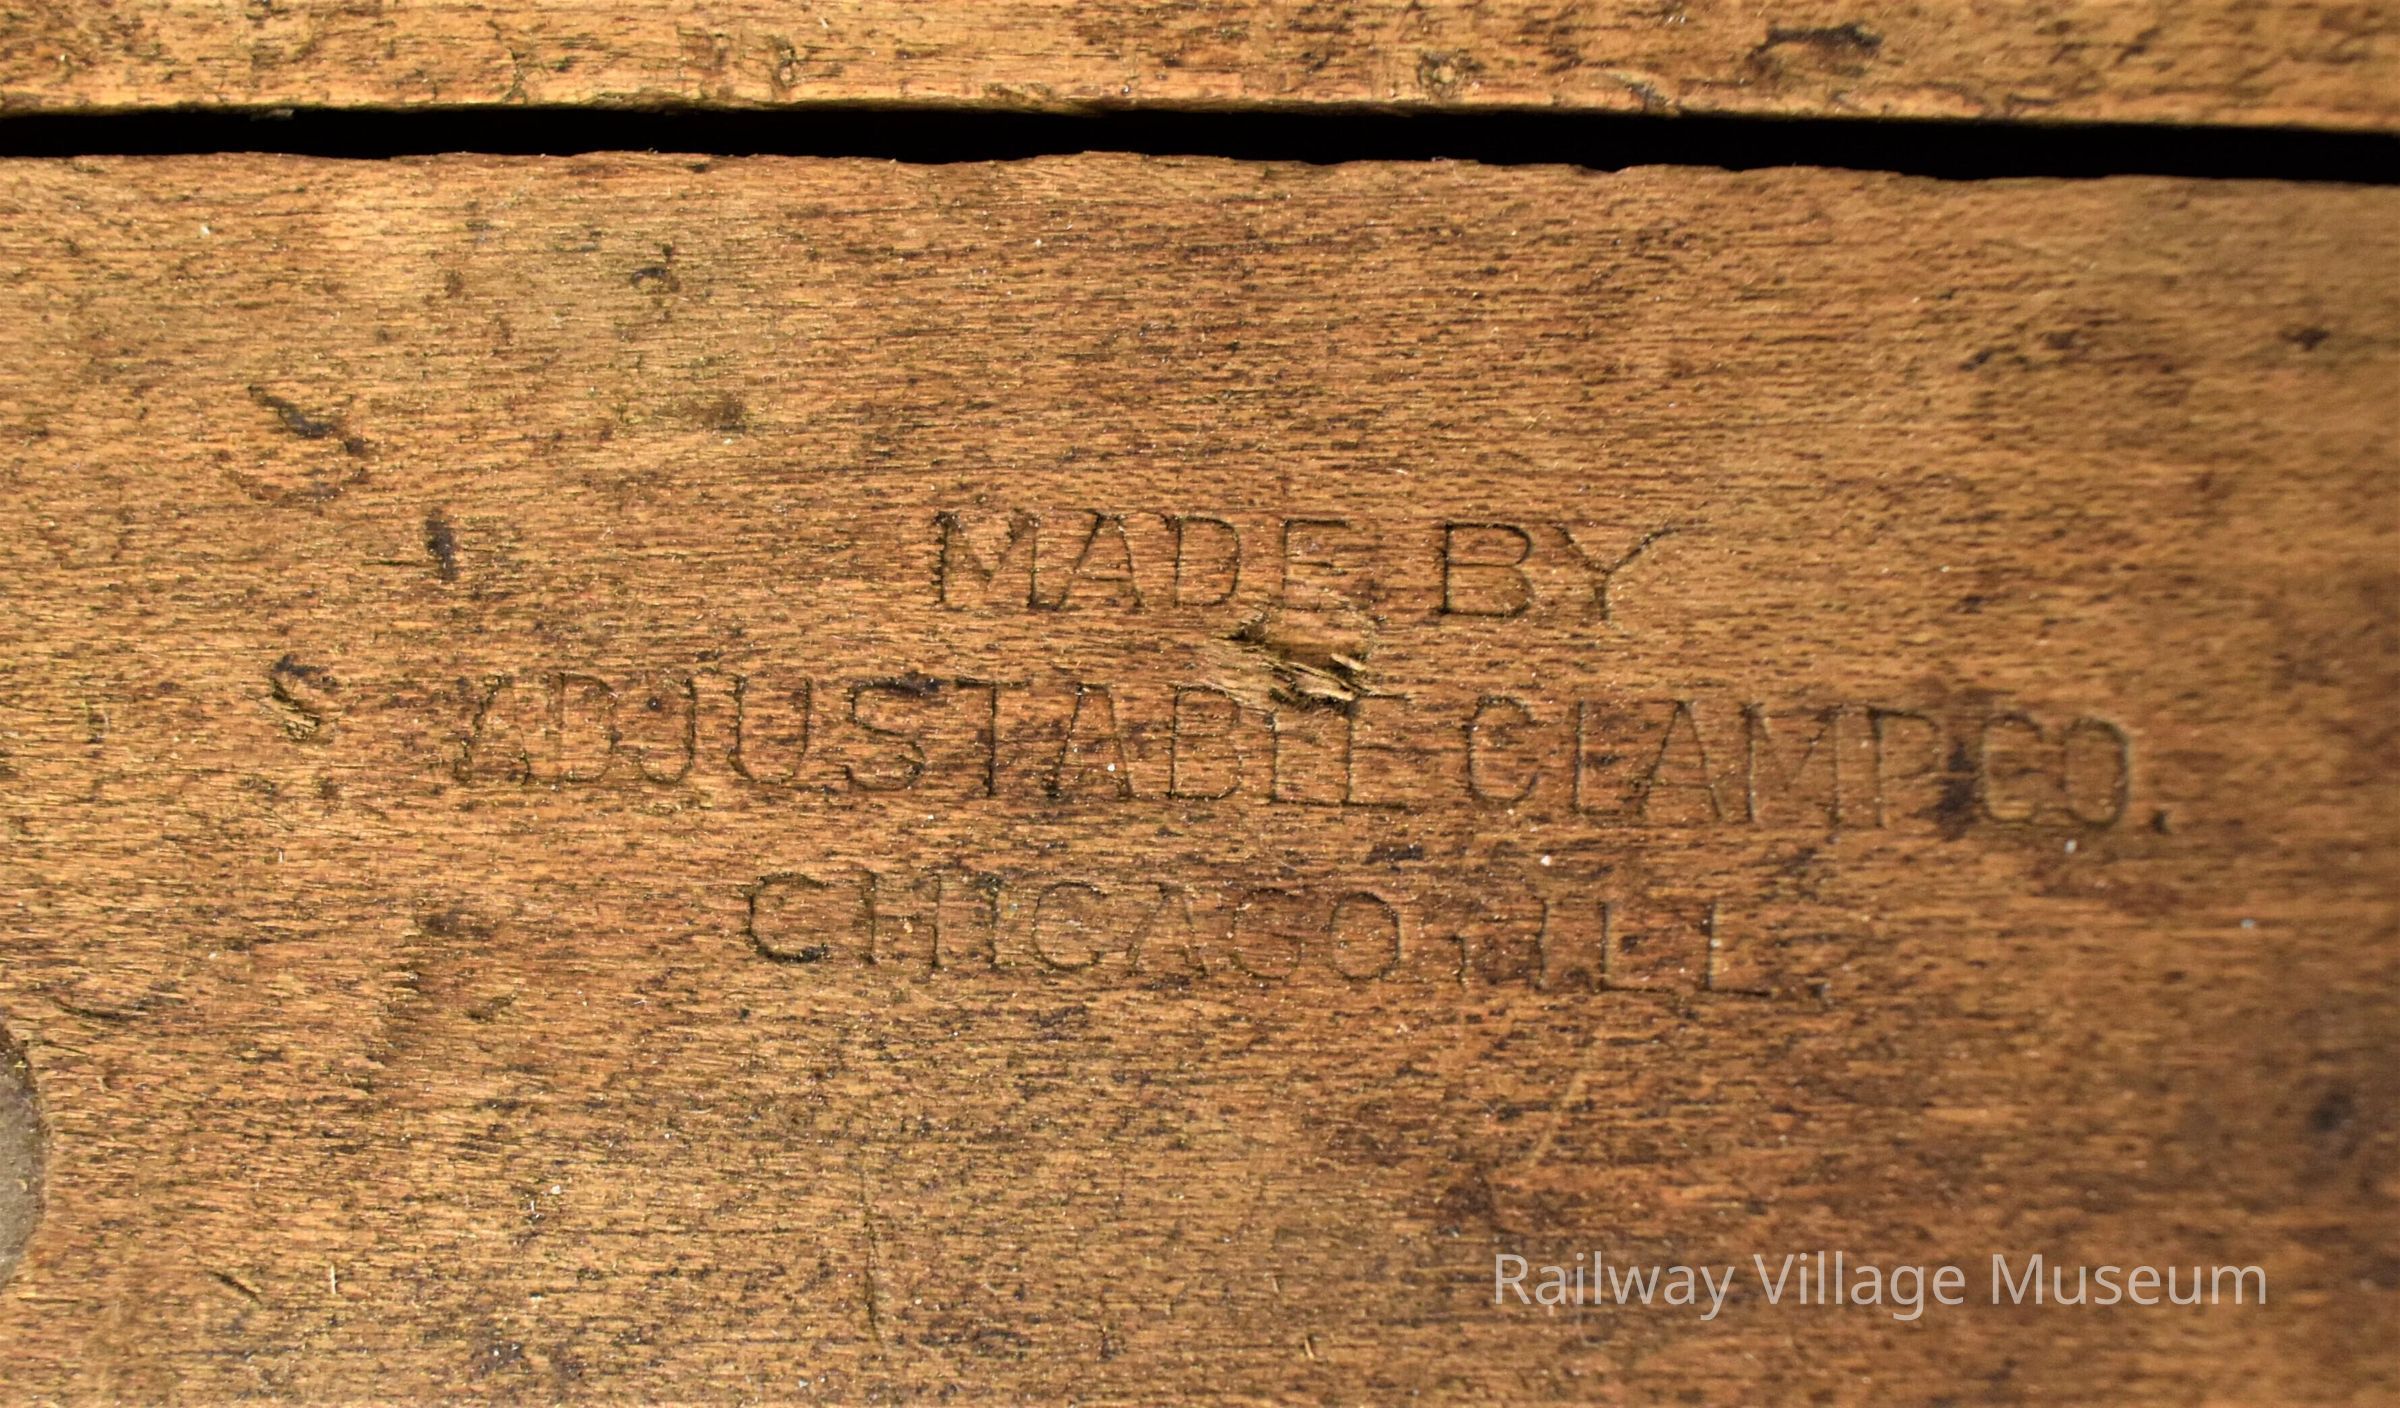 MADE BY
ADJUSTABLE CLAMP CO.
CHICAGO, ILL.
Railway Village Museum